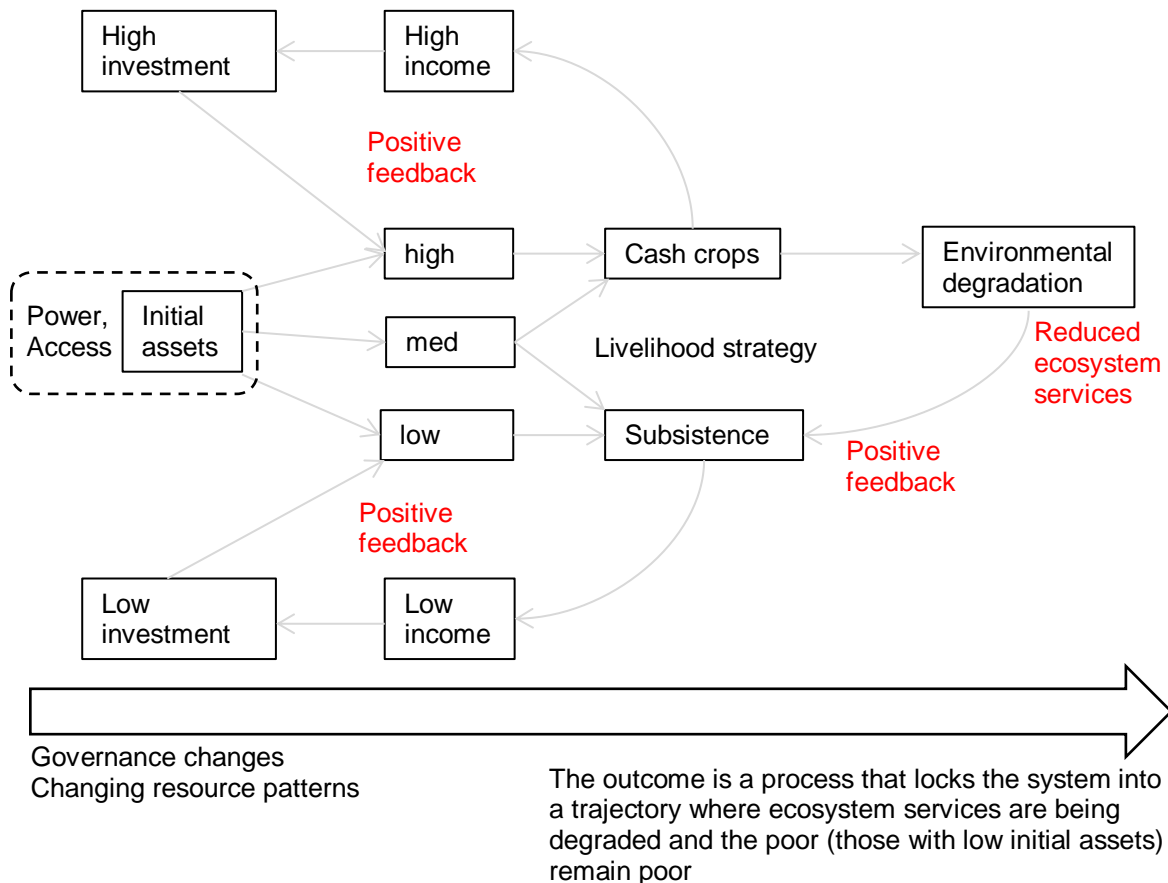 High
investment
High
income
Positive
feedback
high
Cash crops
Environmental
degradation
Power,
Access
Initial
assets
med
Livelihood strategy
Reduced
ecosystem
services
low
Subsistence
Positive
feedback
Positive
feedback
Low
investment
Low
income
Governance changes
Changing resource patterns
The outcome is a process that locks the system into
a trajectory where ecosystem services are being
degraded and the poor (those with low initial assets)
remain poor